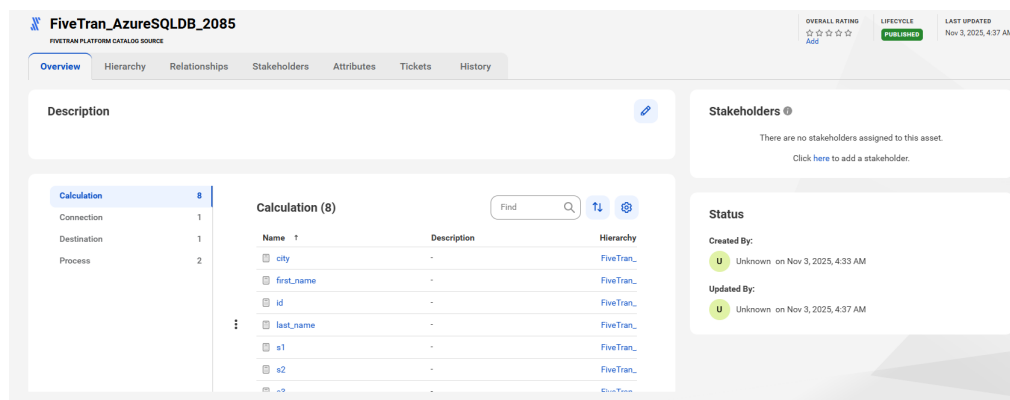 FiveTran_AzureSQLDB_2085
FIVETRAN PLATFORM CATALOG SOURCE
OVERALL RATING
Add
LIFECYCLE
PUBLISHED
LAST UPDATED
Nov 3, 2025, 4:37 AM
Overview Hierarchy Relationships Stakeholders Attributes Tickets History
Description
Stakeholders
There are no stakeholders assigned to this asset.
Click here to add a stakeholder.
Calculation 8
Connection 1
Destination 1
Process 2
Calculation (8)
Find
Name ↑ Description Hierarchy
city - FiveTran_
first_name - FiveTran_
id - FiveTran_
last_name - FiveTran_
s1 - FiveTran_
s2 - FiveTran_
Status
Created By:
U Unknown on Nov 3, 2025, 4:33 AM
Updated By:
U Unknown on Nov 3, 2025, 4:37 AM